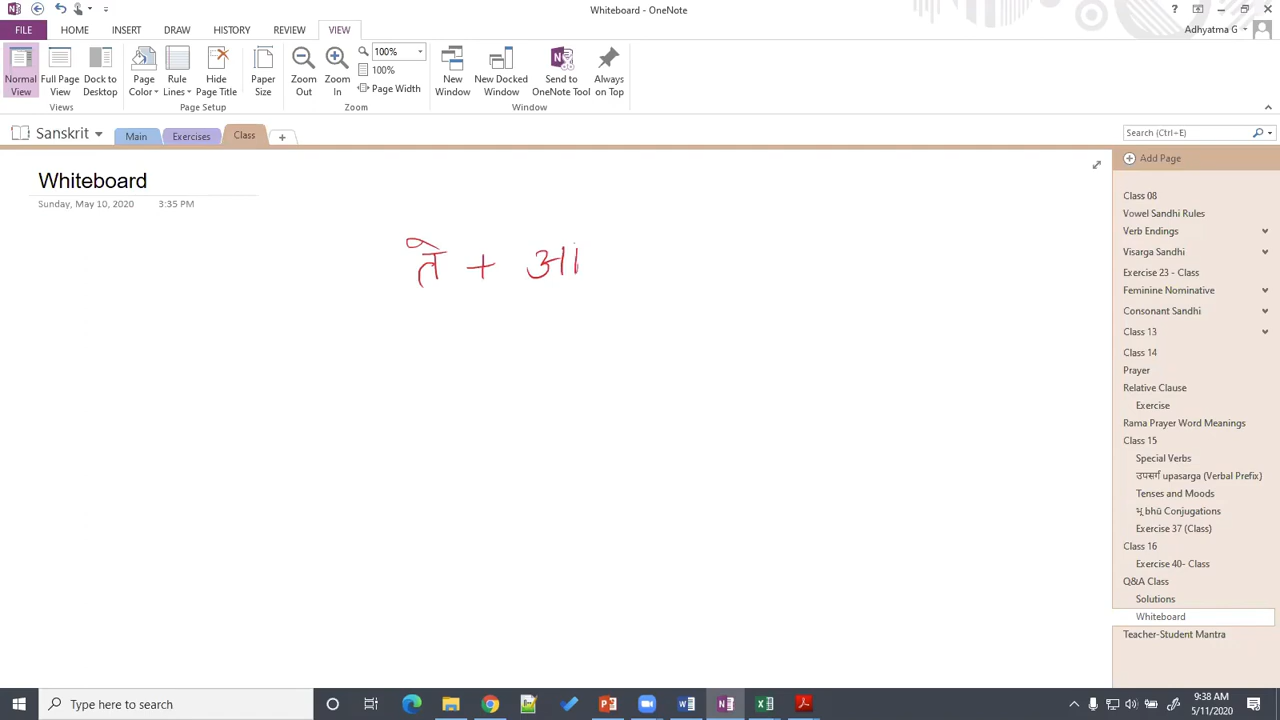 Whiteboard - OneNote
Adhyatma G
FILE HOME INSERT DRAW HISTORY REVIEW VIEW
100%
100%
Page Width
Normal View
Full Page View
Dock to Desktop
Page Color
Rule Lines
Hide Page Title
Paper Size
Zoom Out
Zoom In
New Window
New Docked Window
Send to OneNote Tool
Always on Top
Views Page Setup Zoom Window
Sanskrit Main Exercises Class
Search (Ctrl+E)
Add Page
Whiteboard
Sunday, May 10, 2020 3:35 PM
ते + आ
Class 08
Vowel Sandhi Rules
Verb Endings
Visarga Sandhi
Exercise 23 - Class
Feminine Nominative
Consonant Sandhi
Class 13
Class 14
Prayer
Relative Clause
Exercise
Rama Prayer Word Meanings
Class 15
Special Verbs
उपसर्ग upasarga (Verbal Prefix)
Tenses and Moods
भू bhū Conjugations
Exercise 37 (Class)
Class 16
Exercise 40- Class
Q&A Class
Solutions
Whiteboard
Teacher-Student Mantra
Type here to search
9:38 AM
5/11/2020